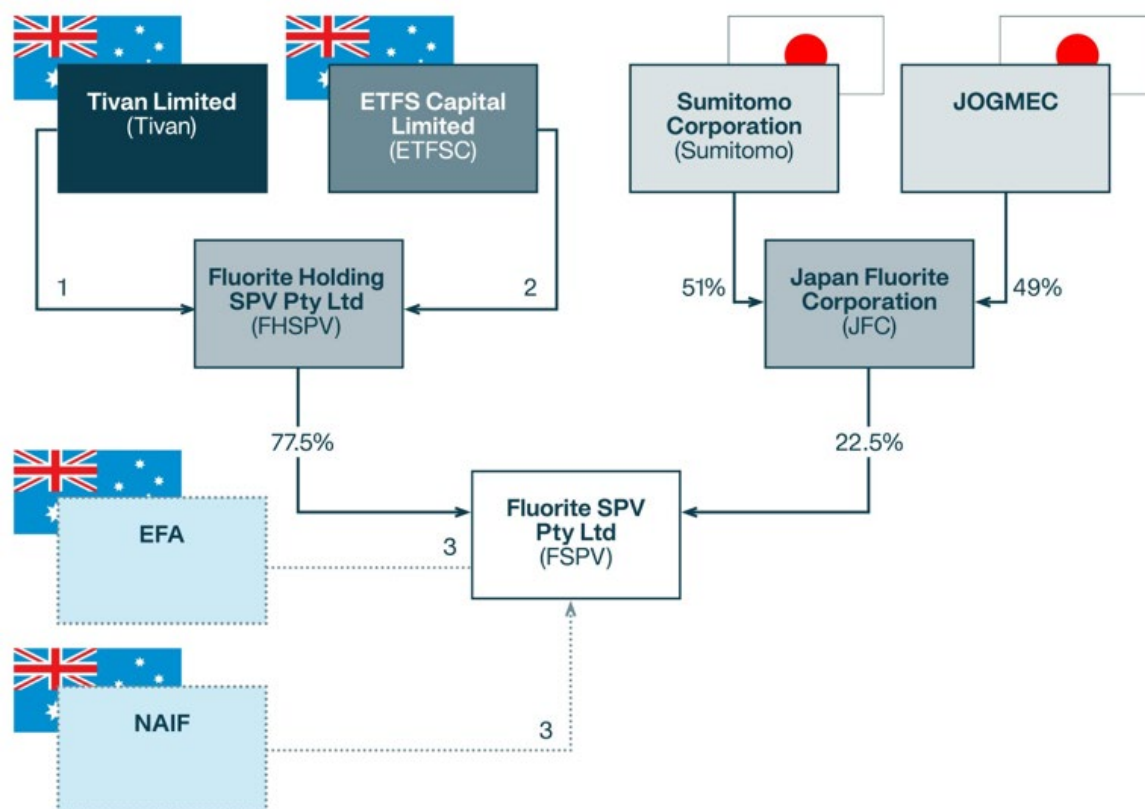 Tivan Limited
(Tivan)
ETFS Capital
Limited
(ETFSC)
Sumitomo
Corporation
(Sumitomo)
JOGMEC
1
Fluorite Holding
SPV Pty Ltd
(FHSPV)
2
51%
Japan Fluorite
Corporation
(JFC)
49%
77.5%
22.5%
EFA
3
Fluorite SPV
Pty Ltd
(FSPV)
NAIF
3